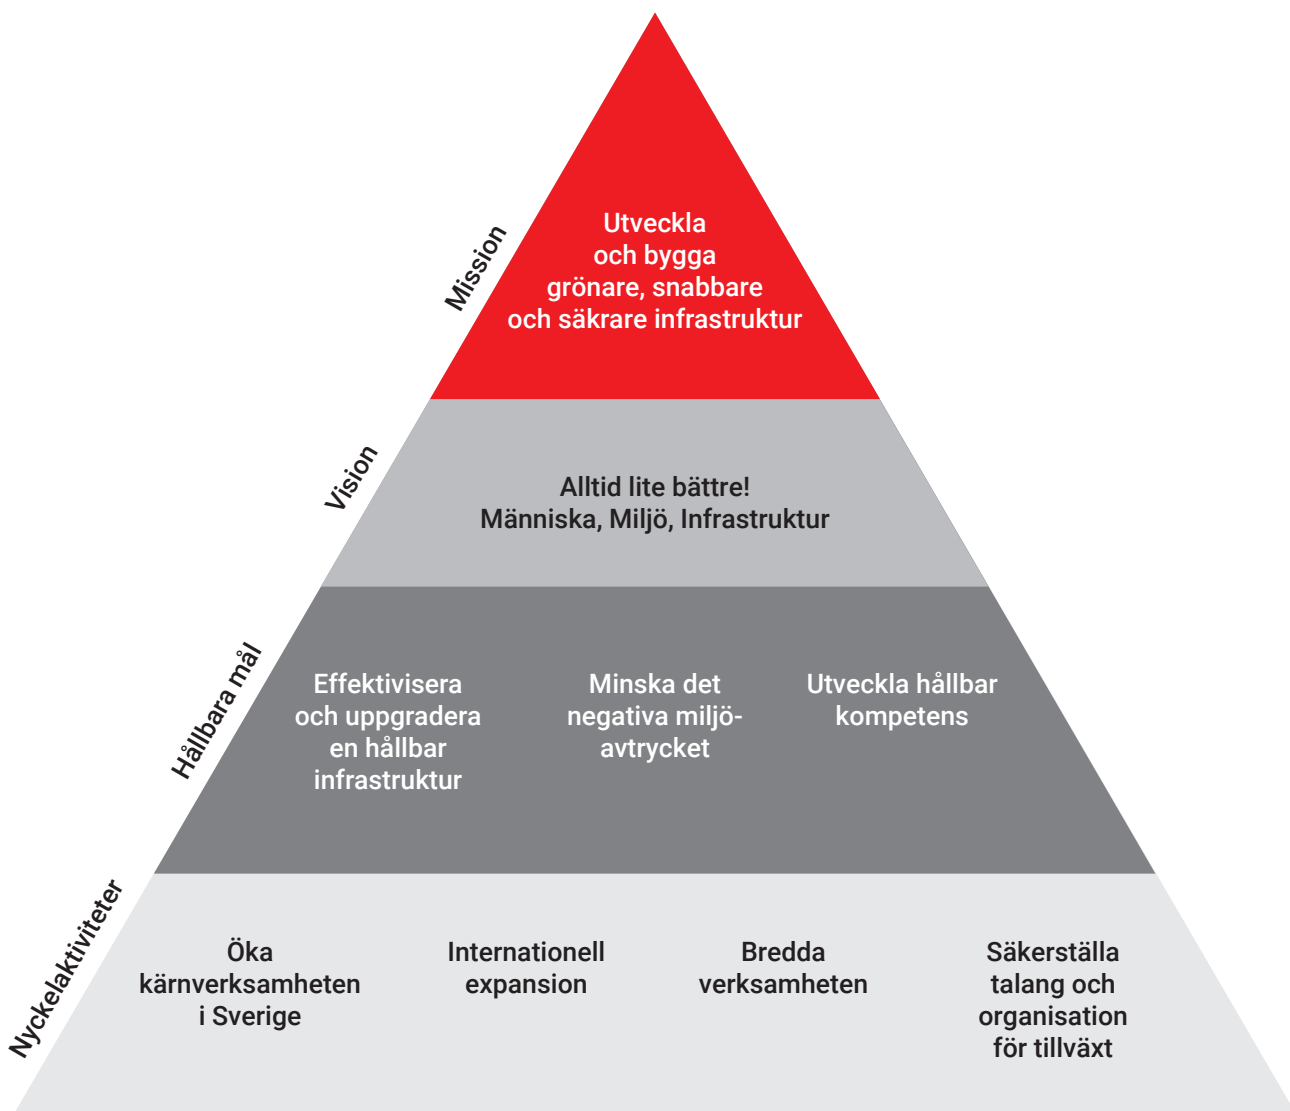 Mission
Utveckla
och bygga
grönare, snabbare
och säkrare infrastruktur
Vision
Alltid lite bättre!
Människa, Miljö, Infrastruktur
Hållbara mål
Effektivisera
och uppgradera
en hållbar
infrastruktur
Minska det
negativa miljö-
avtrycket
Utveckla hållbar
kompetens
Nyckelaktiviteter
Öka
kärnverksamheten
i Sverige
Internationell
expansion
Bredda
verksamheten
Säkerställa
talang och
organisation
för tillväxt